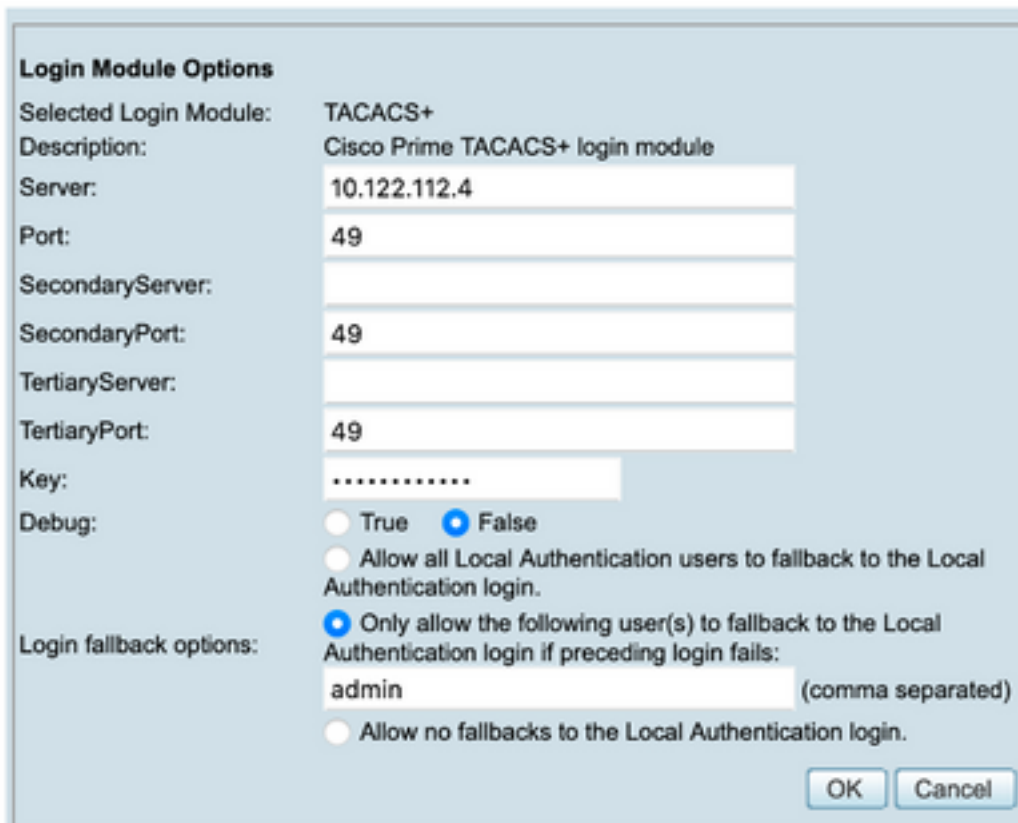 Login Module Options
Selected Login Module: TACACS+
Description: Cisco Prime TACACS+ login module
Server: 10.122.112.4
Port: 49
SecondaryServer:
SecondaryPort: 49
TertiaryServer:
TertiaryPort: 49
Key: ............
Debug: True False
Allow all Local Authentication users to fallback to the Local
Authentication login.
Login fallback options:
Only allow the following user(s) to fallback to the Local
Authentication login if preceding login fails:
admin (comma separated)
Allow no fallbacks to the Local Authentication login.
OK Cancel